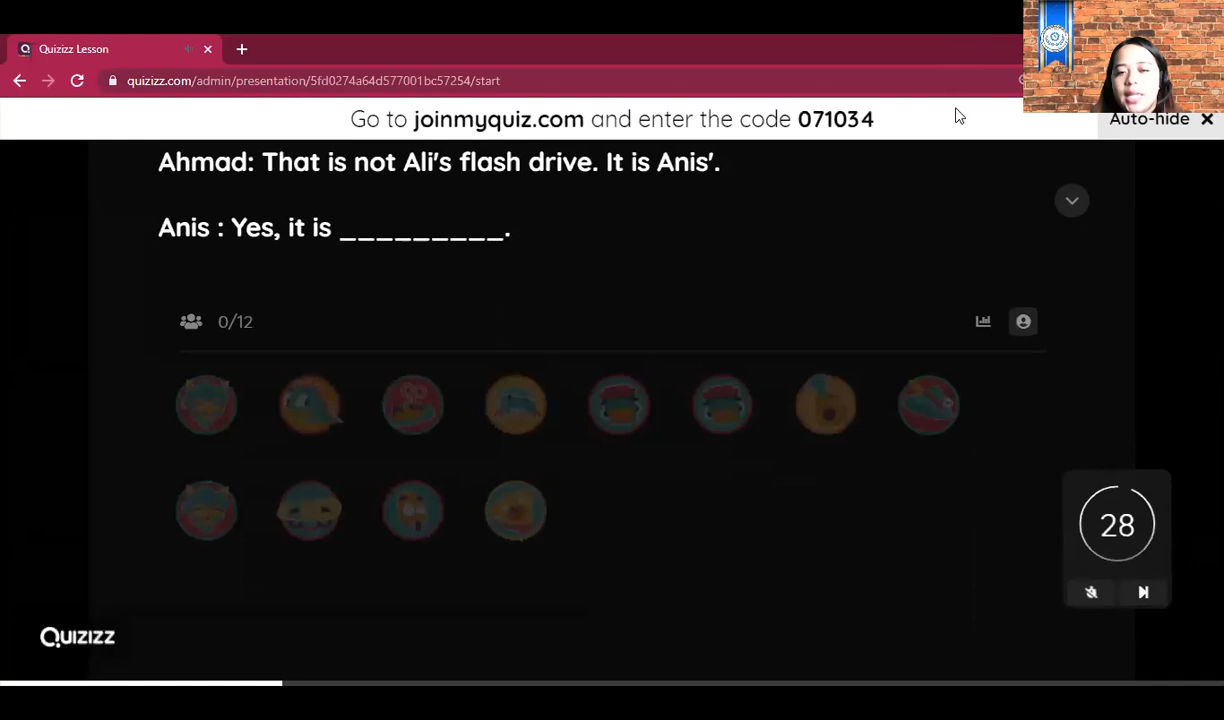 Quizizz Lesson
quizizz.com/admin/presentation/5fd0274a64d577001bc57254/start
Go to joinmyquiz.com and enter the code 071034
Auto-hide
Ahmad: That is not Ali's flash drive. It is Anis'.
Anis : Yes, it is _________.
0/12
28
Quizizz